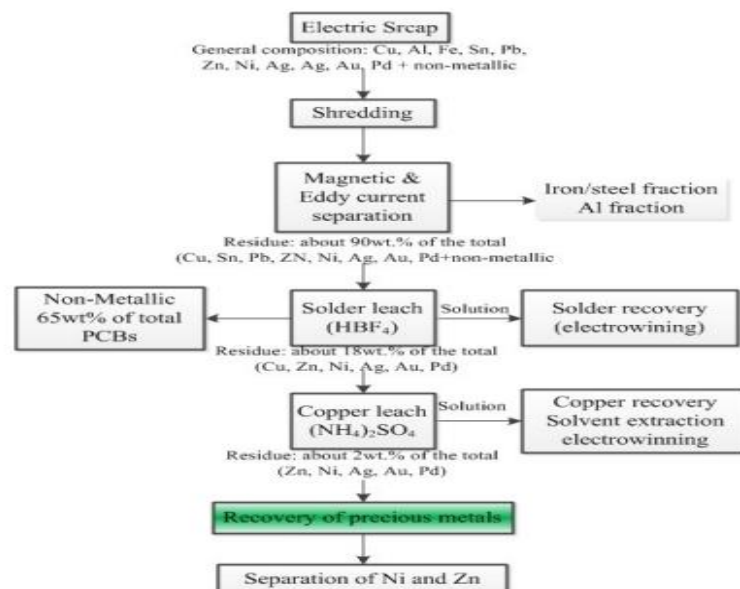 Electric Srcap
General composition: Cu, Al, Fe, Sn, Pb,
Zn, Ni, Ag, Ag, Au, Pd + non-metallic
Shredding
Magnetic &
Eddy current
separation
Iron/steel fraction
Al fraction
Residue: about 90wt.% of the total
(Cu, Sn, Pb, ZN, Ni, Ag, Au, Pd+non-metallic
Non-Metallic
65wt% of total
PCBs
Solder leach
(HBF₄)
Solution
Solder recovery
(electrowining)
Residue: about 18wt.% of the total
(Cu, Zn, Ni, Ag, Au, Pd)
Copper leach
(NH₄)₂SO₄
Solution
Copper recovery
Solvent extraction
electrowinning
Residue: about 2wt.% of the total
(Zn, Ni, Ag, Au, Pd)
Recovery of precious metals
Separation of Ni and Zn